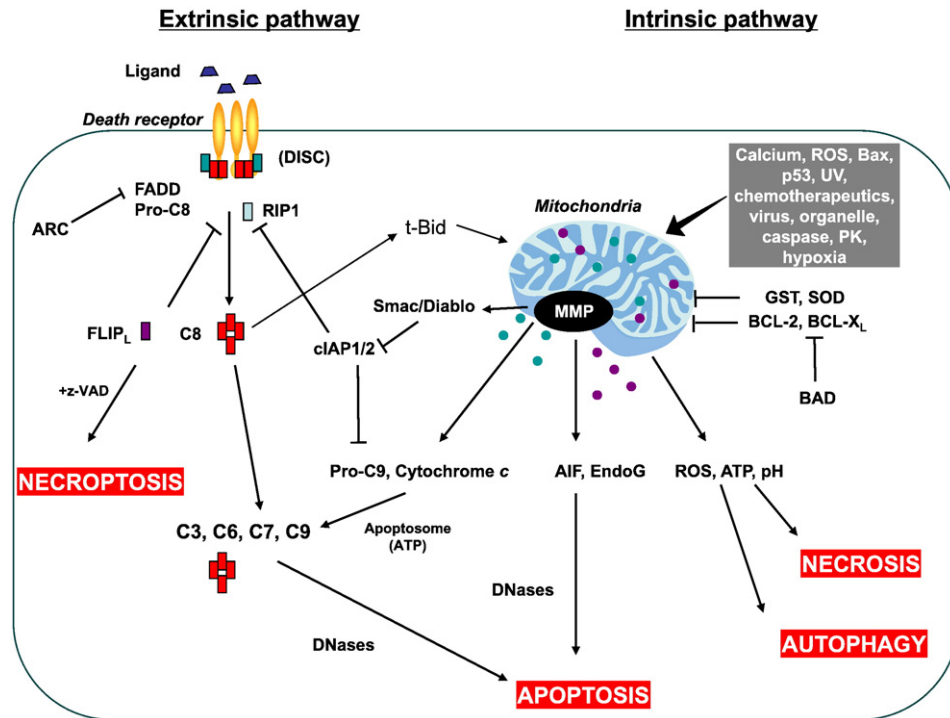 Extrinsic pathway
Intrinsic pathway
Ligand
Death receptor
(DISC)
FADD
Pro-C8
RIP1
ARC
t-Bid
Mitochondria
Calcium, ROS, Bax,
p53, UV,
chemotherapeutics,
virus, organelle,
caspase, PK,
hypoxia
Smac/Diablo
MMP
GST, SOD
BCL-2, BCL-XL
FLIPL
C8
cIAP1/2
+z-VAD
BAD
NECROPTOSIS
Pro-C9, Cytochrome c
AIF, EndoG
ROS, ATP, pH
C3, C6, C7, C9
Apoptosome
(ATP)
NECROSIS
DNases
DNases
AUTOPHAGY
APOPTOSIS